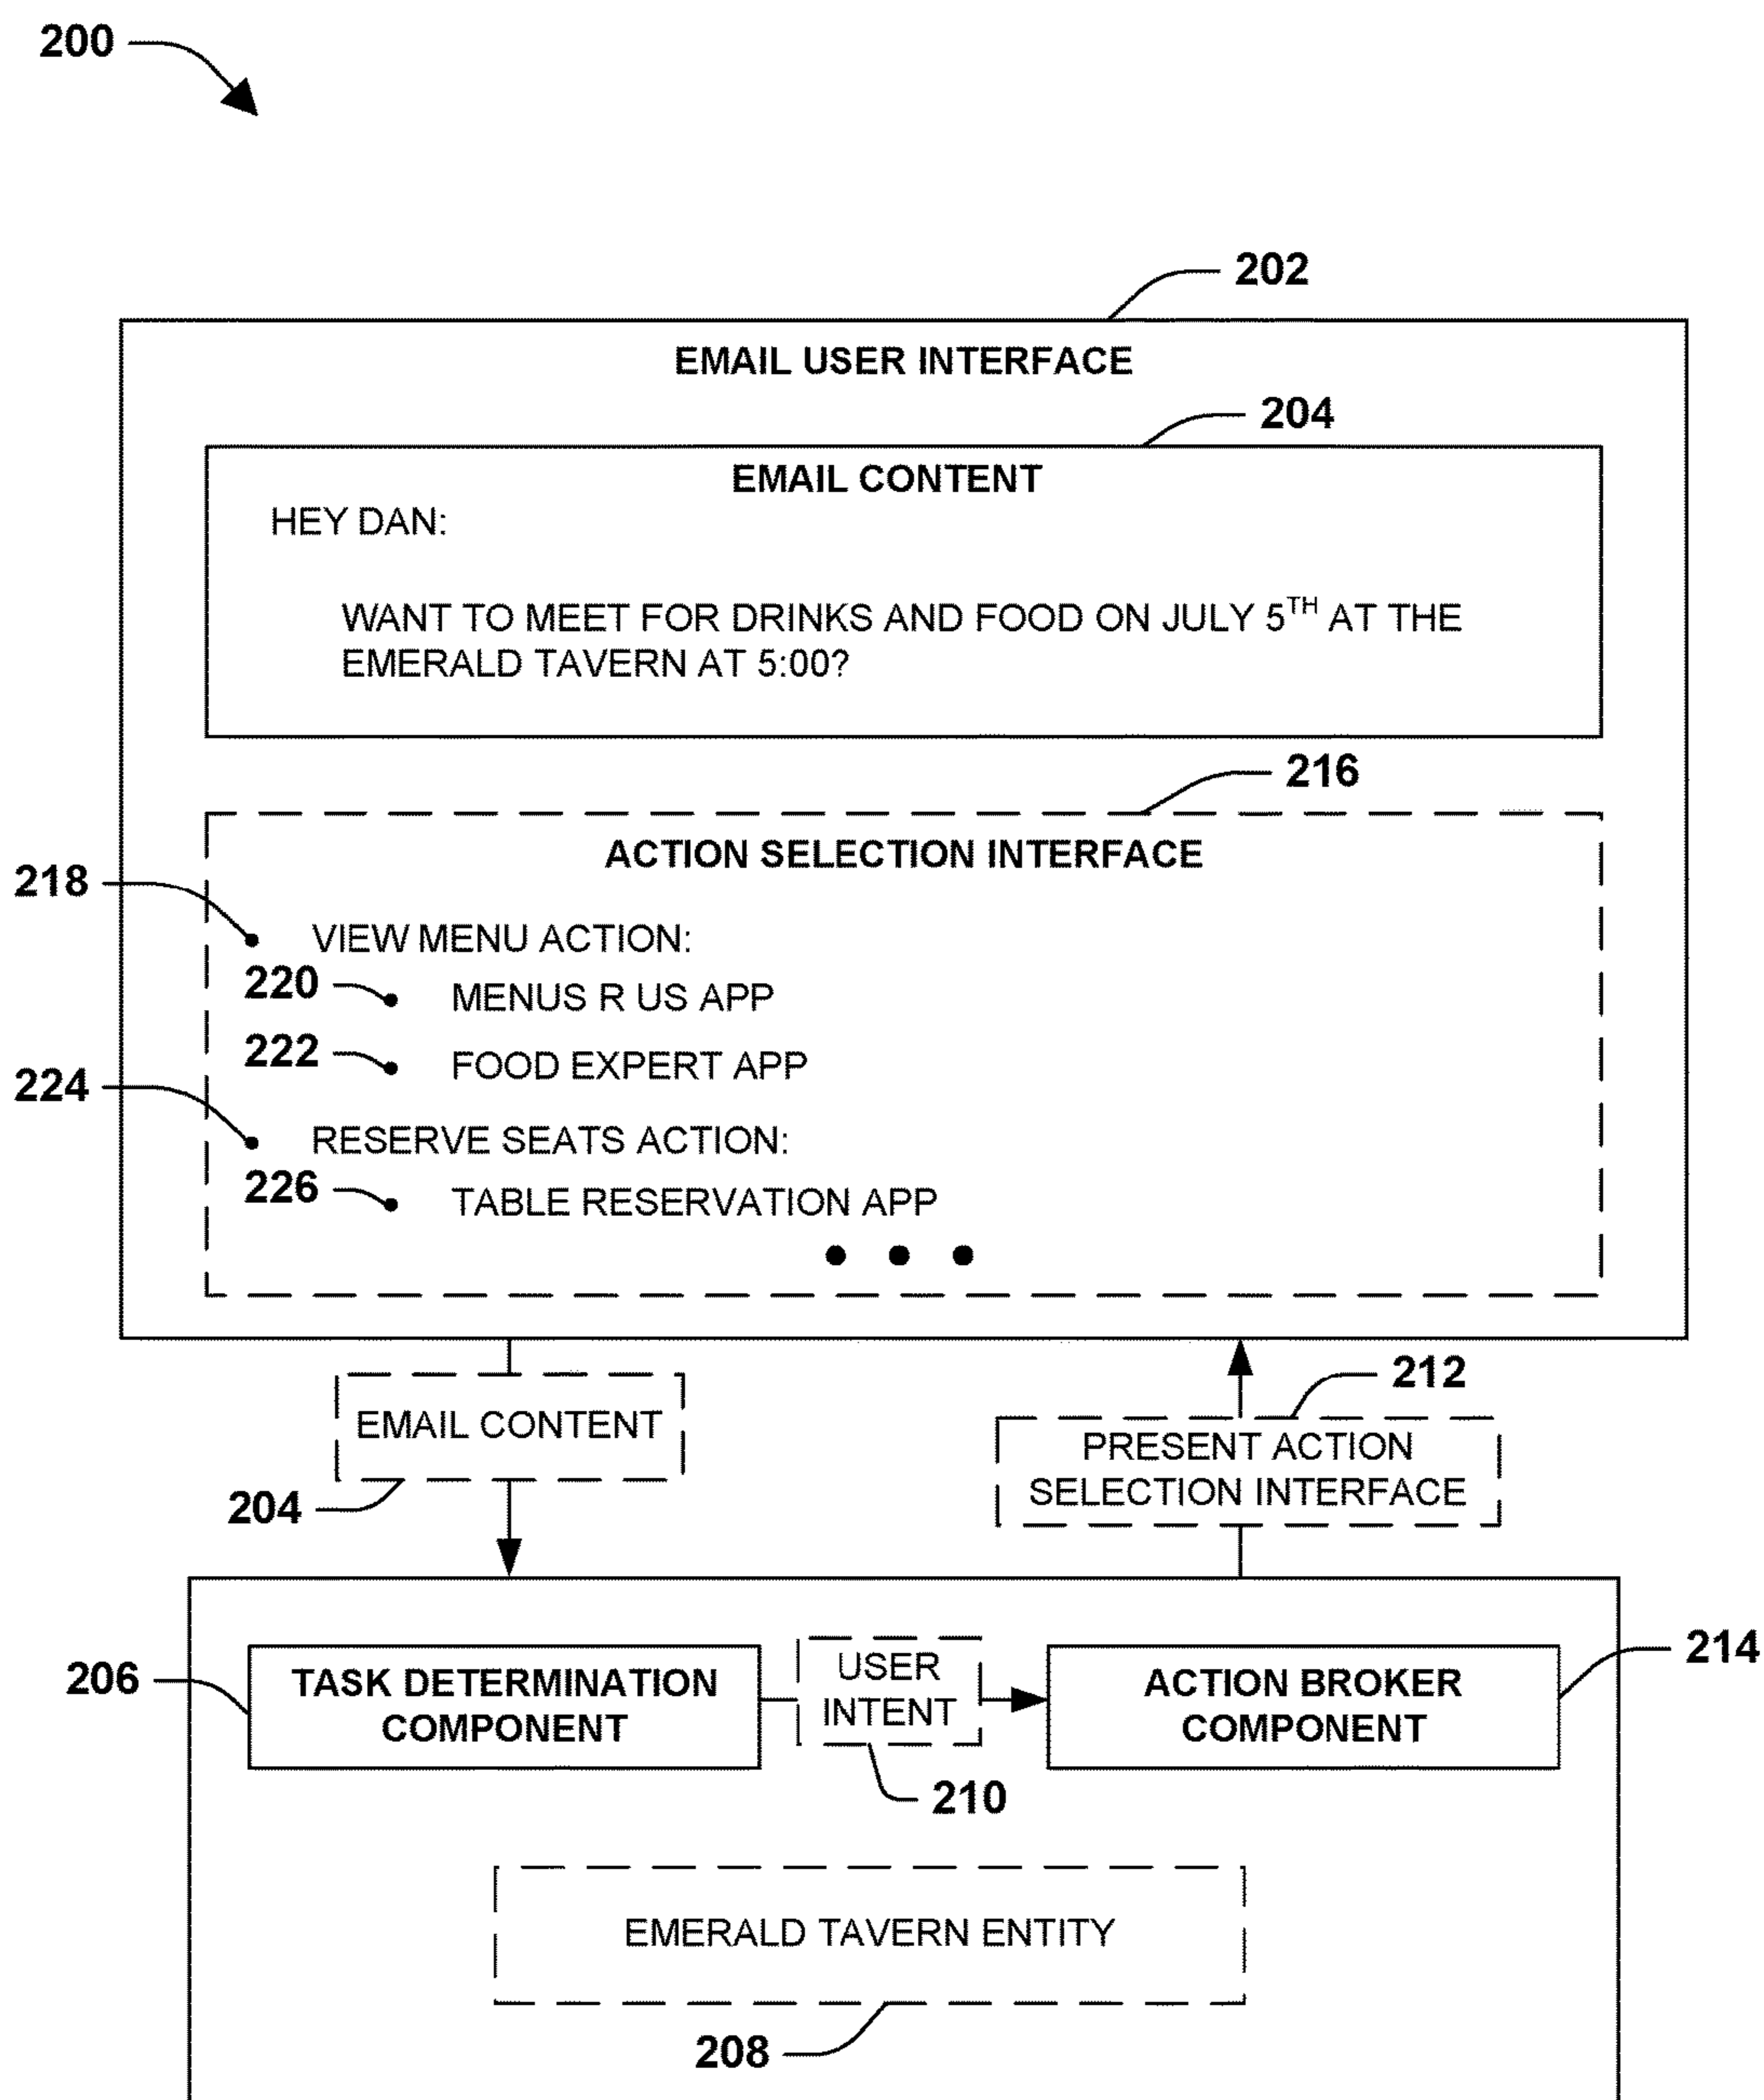 200
202
EMAIL USER INTERFACE
204
EMAIL CONTENT
HEY DAN:
WANT TO MEET FOR DRINKS AND FOOD ON JULY 5TH AT THE
EMERALD TAVERN AT 5:00?
216
ACTION SELECTION INTERFACE
218
• VIEW MENU ACTION:
220
• MENUS R US APP
222
• FOOD EXPERT APP
224
• RESERVE SEATS ACTION:
226
• TABLE RESERVATION APP
• • •
EMAIL CONTENT
204
212
PRESENT ACTION
SELECTION INTERFACE
206
TASK DETERMINATION
COMPONENT
USER
INTENT
210
ACTION BROKER
COMPONENT
214
EMERALD TAVERN ENTITY
208